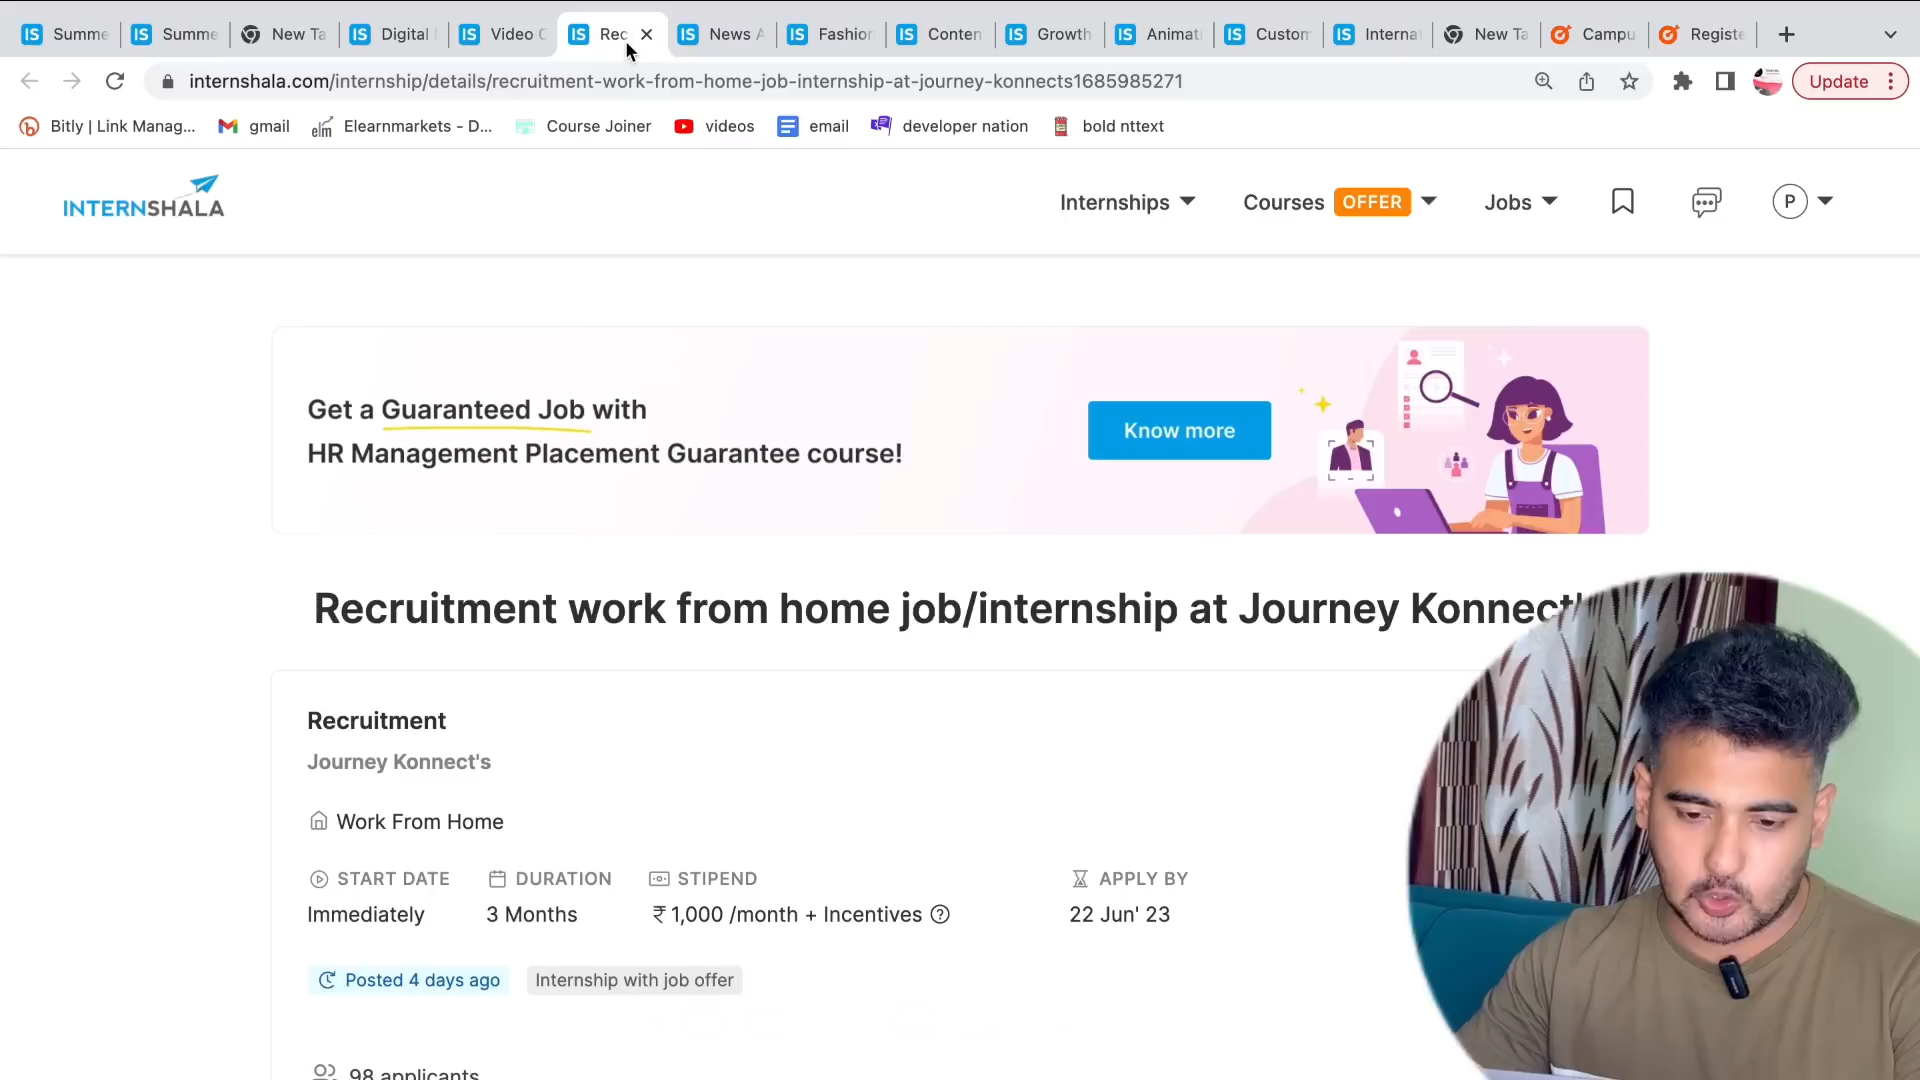 Summe
Summe
New Ta
Digital
Video C
Rec
News A
Fashion
Conten
Growth
Animati
Custom
Interna
New Ta
Campu
Registe
internshala.com/internship/details/recruitment-work-from-home-job-internship-at-journey-konnects1685985271
Update
Bitly | Link Manag...
gmail
Elearnmarkets - D...
Course Joiner
videos
email
developer nation
bold nttext
INTERNSHALA
Internships
Courses OFFER
Jobs
P
Get a Guaranteed Job with
HR Management Placement Guarantee course!
Know more
Recruitment work from home job/internship at Journey Konnect'
Recruitment
Journey Konnect's
Work From Home
START DATE
DURATION
STIPEND
APPLY BY
Immediately
3 Months
₹ 1,000 /month + Incentives
22 Jun' 23
Posted 4 days ago
Internship with job offer
98 applicants